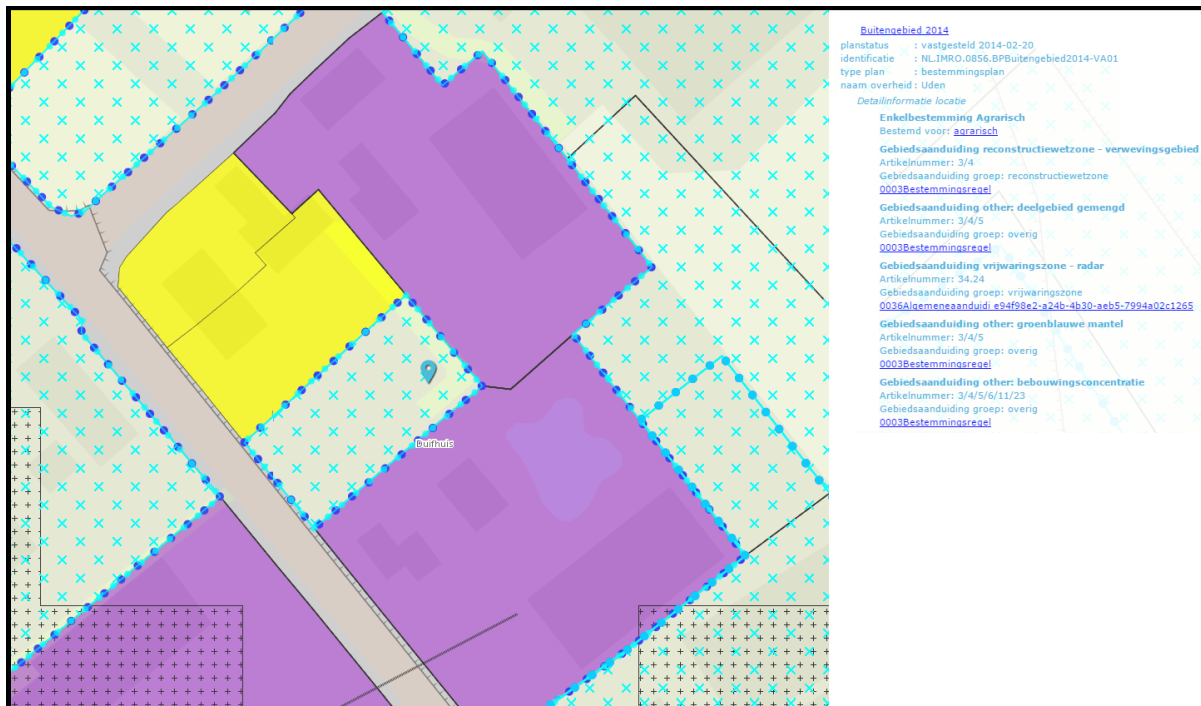 Duifhuis
Buitengebied 2014
planstatus : vastgesteld 2014-02-20
identificatie : NL.IMRO.0856.BPBuitengebied2014-VA01
type plan : bestemmingsplan
naam overheid : Uden
Detailinformatie locatie
Enkelbestemming Agrarisch
Bestemd voor: agrarisch
Gebiedsaanduiding reconstructiewetzone - verwevingsgebied
Artikelnummer: 3/4
Gebiedsaanduiding groep: reconstructiewetzone
0003Bestemmingsregel
Gebiedsaanduiding other: deelgebied gemengd
Artikelnummer: 3/4/5
Gebiedsaanduiding groep: overig
0003Bestemmingsregel
Gebiedsaanduiding vrijwaringszone - radar
Artikelnummer: 34.24
Gebiedsaanduiding groep: vrijwaringszone
0036Algemeneaanduidi e94f98e2-a24b-4b30-aeb5-7994a02c1265
Gebiedsaanduiding other: groenblauwe mantel
Artikelnummer: 3/4/5
Gebiedsaanduiding groep: overig
0003Bestemmingsregel
Gebiedsaanduiding other: bebouwingsconcentratie
Artikelnummer: 3/4/5/6/11/23
Gebiedsaanduiding groep: overig
0003Bestemmingsregel